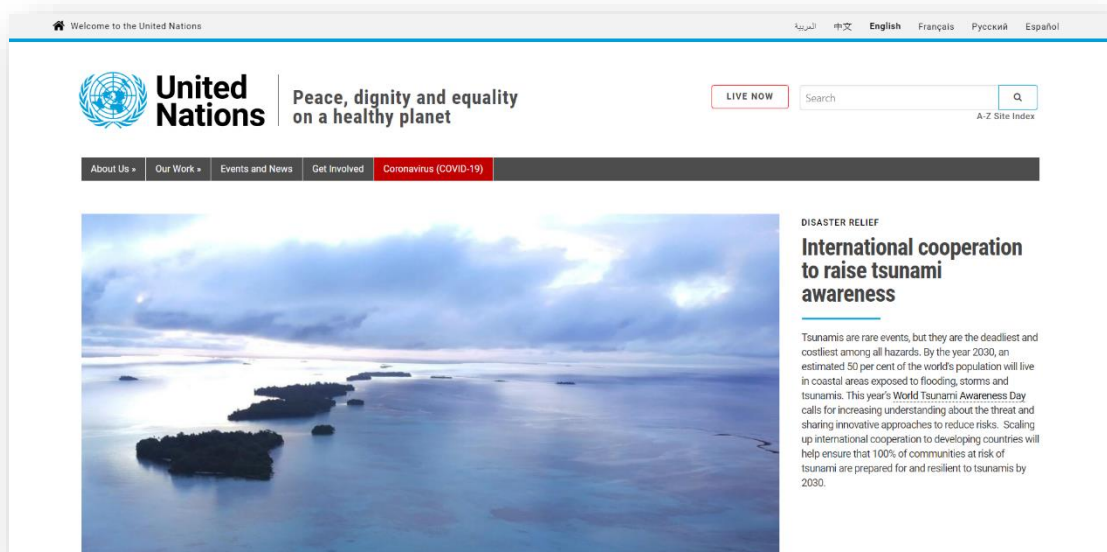 Welcome to the United Nations
العربية 中文 English Français Русский Español
United
Nations
Peace, dignity and equality
on a healthy planet
LIVE NOW
Search
A-Z Site Index
About Us » Our Work » Events and News Get Involved Coronavirus (COVID-19)
DISASTER RELIEF
International cooperation
to raise tsunami
awareness
Tsunamis are rare events, but they are the deadliest and
costliest among all hazards. By the year 2030, an
estimated 50 per cent of the world's population will live
in coastal areas exposed to flooding, storms and
tsunamis. This year's World Tsunami Awareness Day
calls for increasing understanding about the threat and
sharing innovative approaches to reduce risks. Scaling
up international cooperation to developing countries will
help ensure that 100% of communities at risk of
tsunami are prepared for and resilient to tsunamis by
2030.